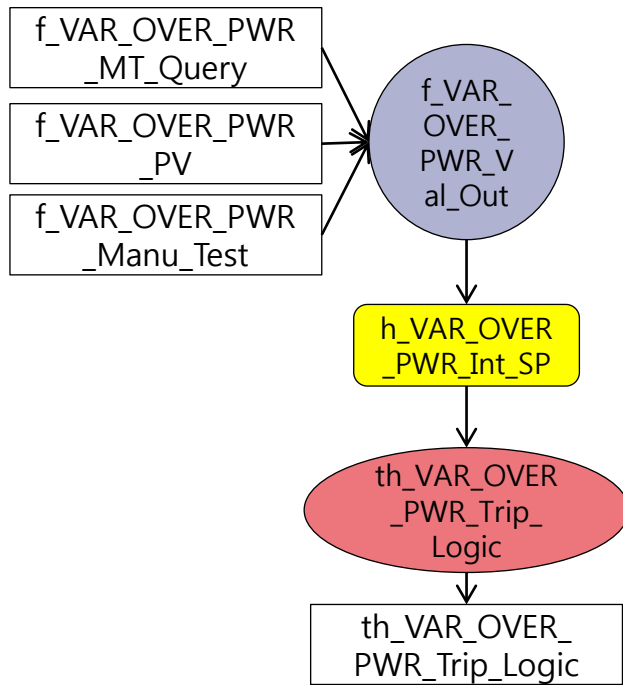 f_VAR_OVER_PWR
_MT_Query
f_VAR_OVER_PWR
_PV
f_VAR_OVER_PWR
_Manu_Test
f_VAR_
OVER_
PWR_V
al_Out
h_VAR_OVER
_PWR_Int_SP
th_VAR_OVER
_PWR_Trip_
Logic
th_VAR_OVER_
PWR_Trip_Logic